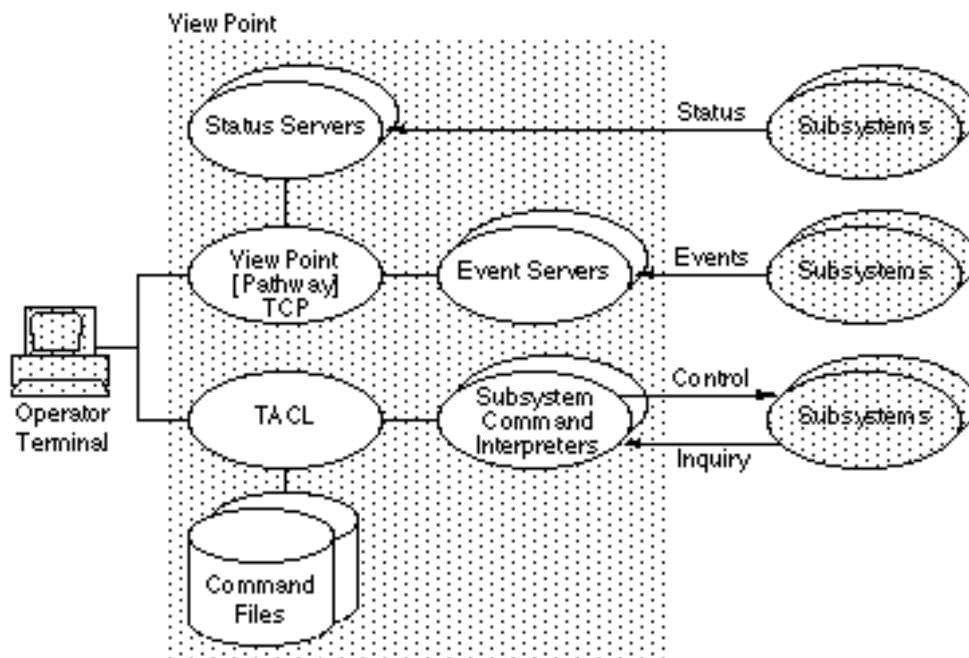 View Point
Status Servers
Status
Subsystems
View Point
[Pathway]
TCP
Event Servers
Events
Subsystems
Operator
Terminal
TACL
Subsystem
Command
Interpreters
Control
Inquiry
Subsystems
Command
Files